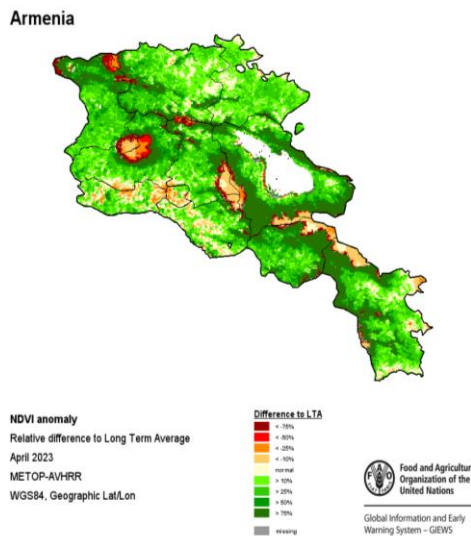 Armenia
NDVI anomaly
Relative difference to Long Term Average
April 2023
METOP-AVHRR
WGS84, Geographic Lat/Lon
Difference to LTA
< -75%
< -50%
< -25%
< -10%
normal
> 10%
> 25%
> 50%
> 75%
missing
FAO
Food and Agricultur
Organization of the
United Nations
Global Information and Early
Warning System – GIEWS